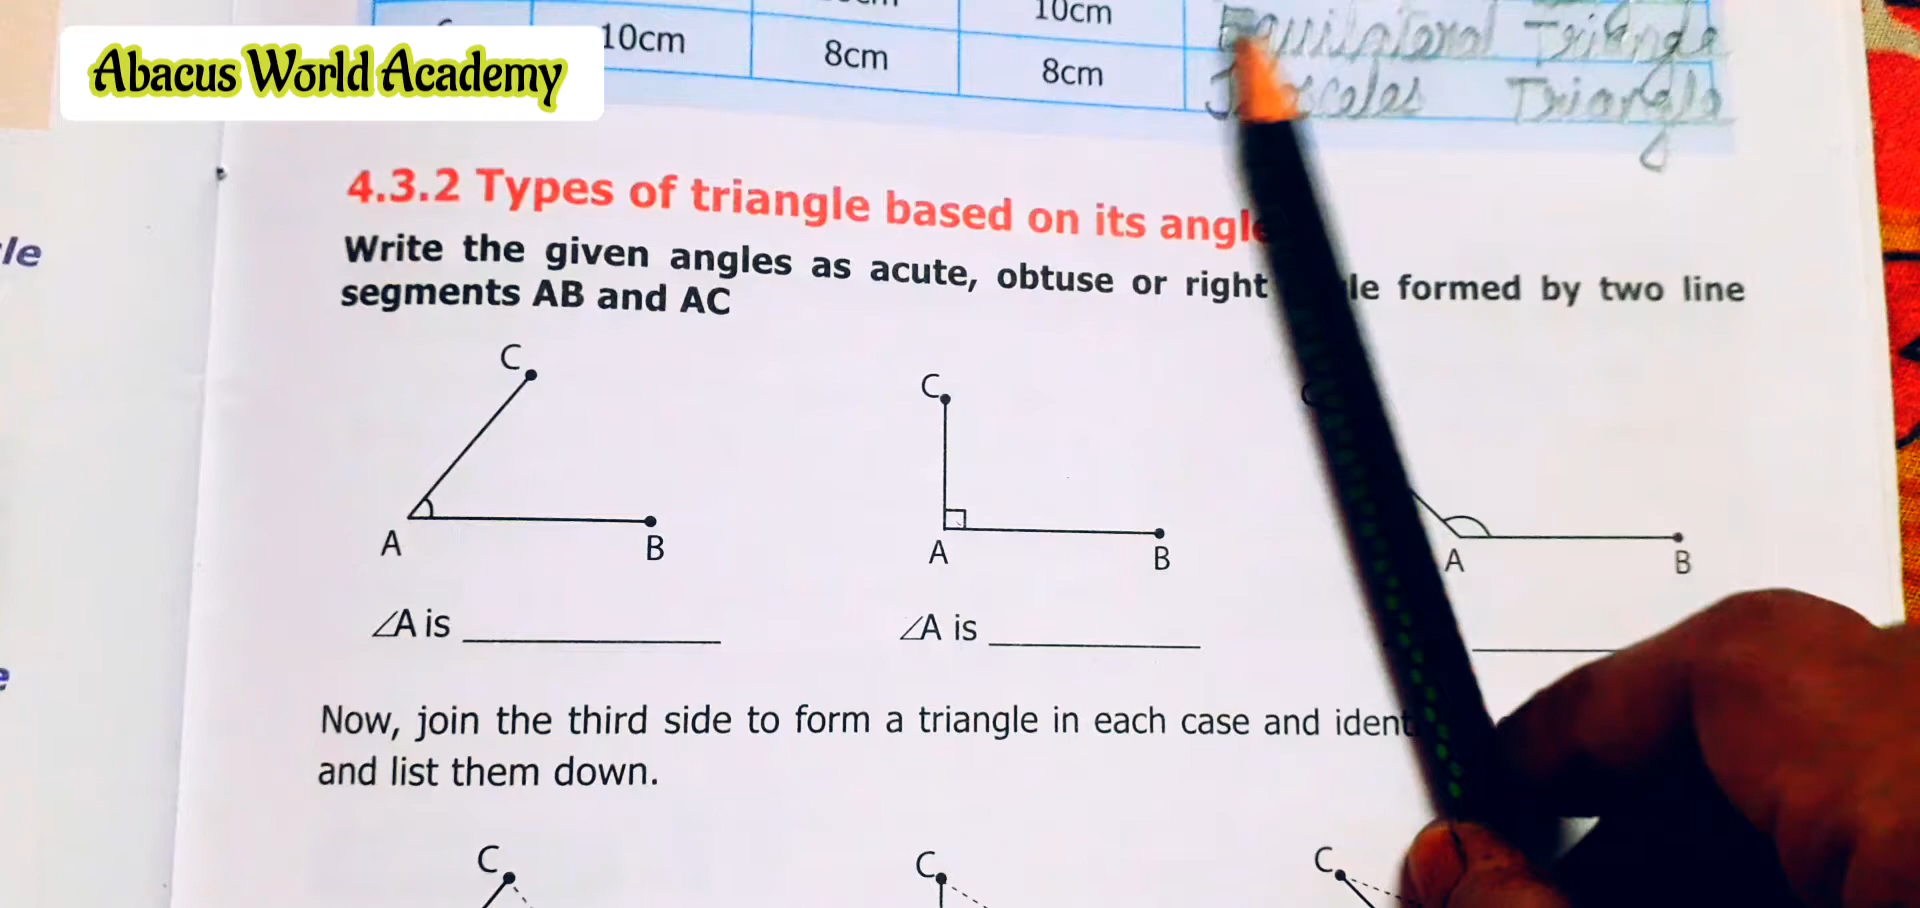 10cm
10cm 8cm 8cm Isosceles Triangle
Equilateral Triangle
Abacus World Academy
4.3.2 Types of triangle based on its angle
Write the given angles as acute, obtuse or right formed by two line
segments AB and AC
le
C
A B
C
A B
C
A B
∠A is ____________
∠A is ____________
Now, join the third side to form a triangle in each case and
and list them down.
C C C